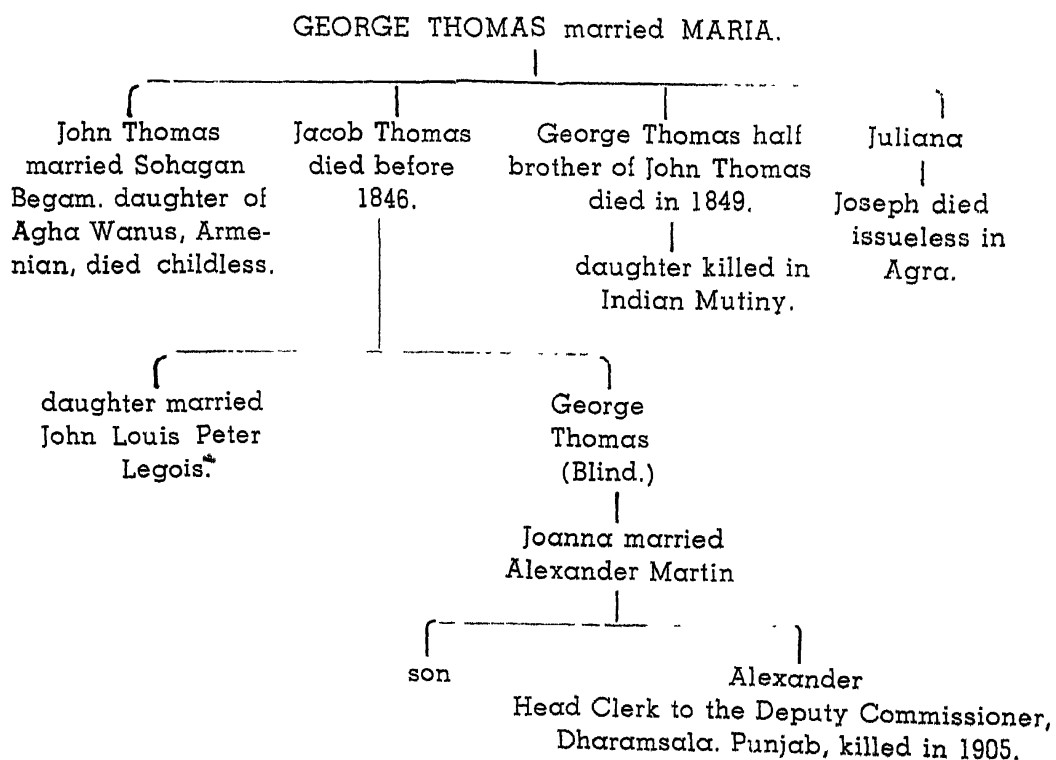 GEORGE THOMAS married MARIA.
John Thomas
married Sohagan
Begam. daughter of
Agha Wanus, Arme-
nian, died childless.
Jacob Thomas
died before
1846.
George Thomas half
brother of John Thomas
died in 1849.
daughter killed in
Indian Mutiny.
Juliana
Joseph died
issueless in
Agra.
daughter married
John Louis Peter
Legois.*
George
Thomas
(Blind.)
Joanna married
Alexander Martin
son
Alexander
Head Clerk to the Deputy Commissioner,
Dharamsala. Punjab, killed in 1905.